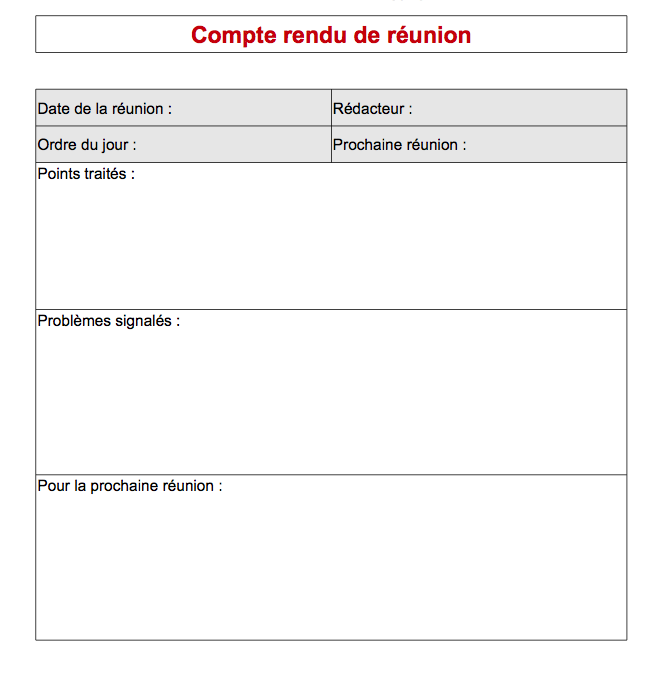 Compte rendu de réunion
Date de la réunion :
Rédacteur :
Ordre du jour :
Prochaine réunion :
Points traités :
Problèmes signalés :
Pour la prochaine réunion :